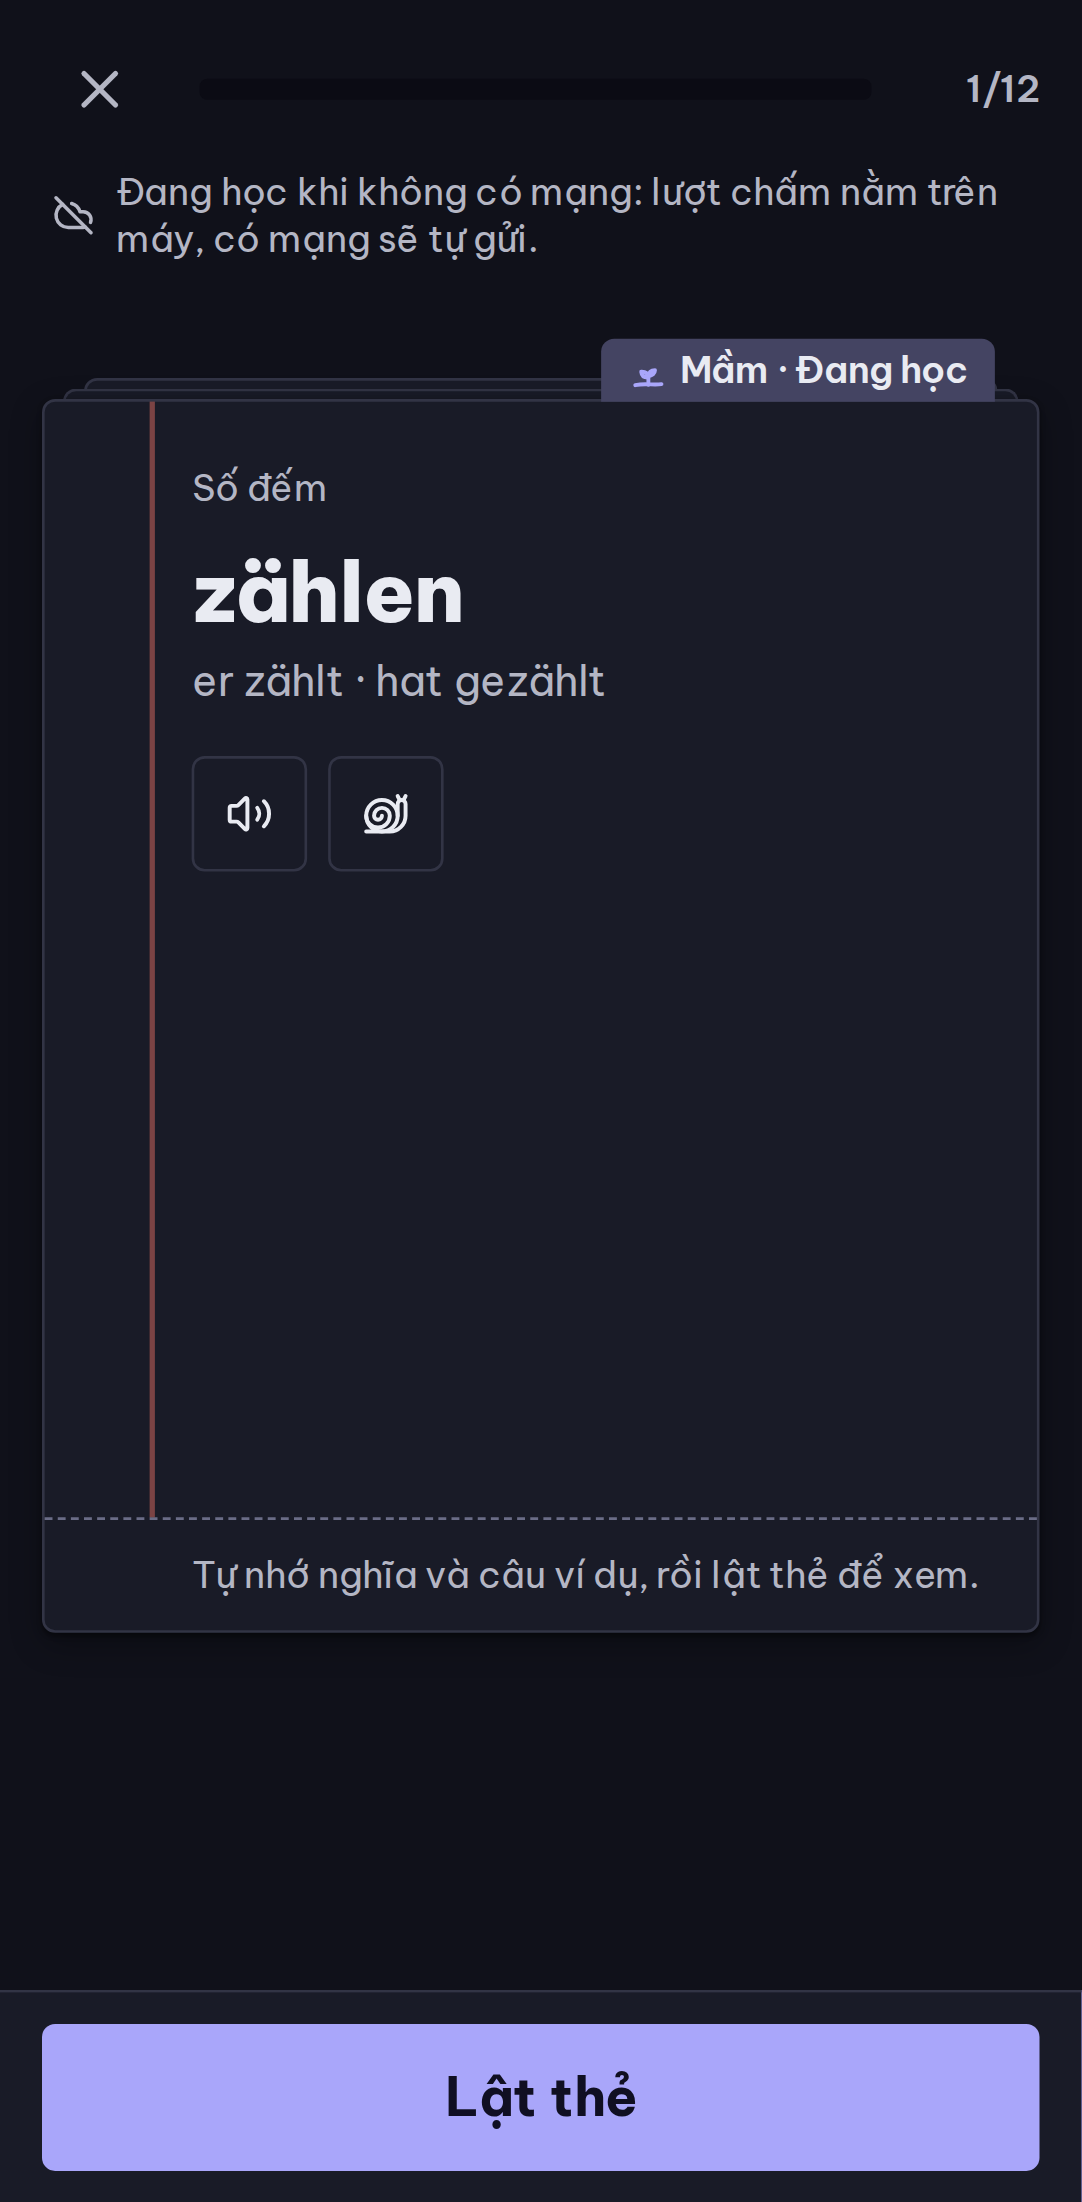 1/12
Đang học khi không có mạng: lượt chấm nằm trên
máy, có mạng sẽ tự gửi.
Mầm · Đang học
Số đếm
zählen
er zählt · hat gezählt
Tự nhớ nghĩa và câu ví dụ, rồi lật thẻ để xem.
Lật thẻ